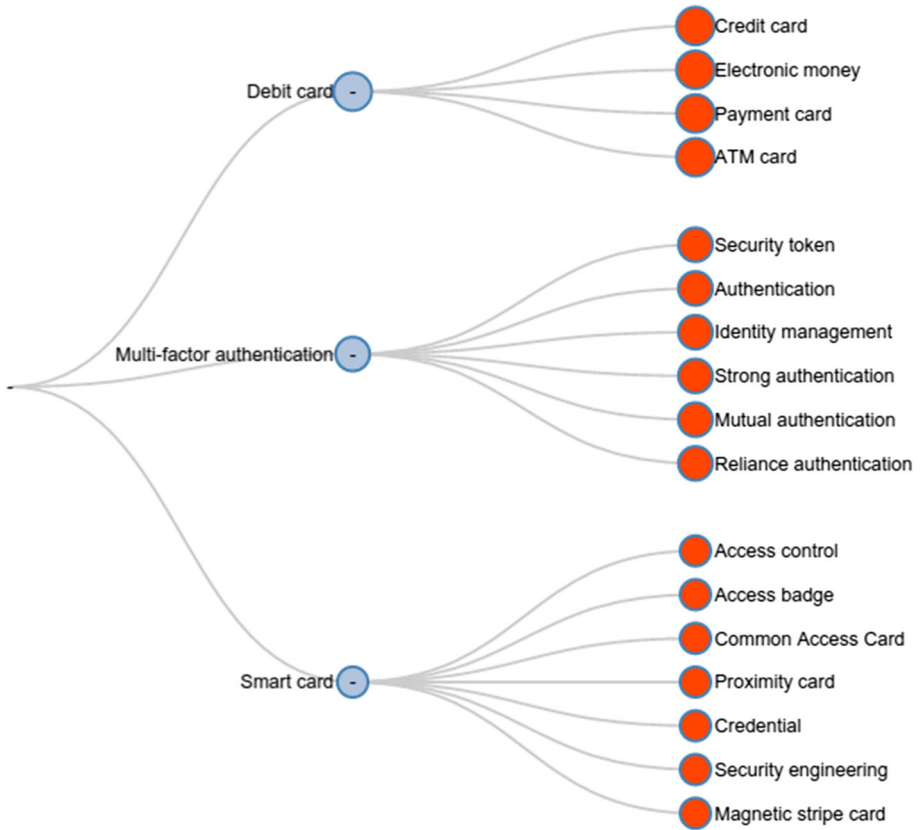 Debit card
-
Credit card
Electronic money
Payment card
ATM card
Multi-factor authentication
-
Security token
Authentication
Identity management
Strong authentication
Mutual authentication
Reliance authentication
-
Smart card
-
Access control
Access badge
Common Access Card
Proximity card
Credential
Security engineering
Magnetic stripe card